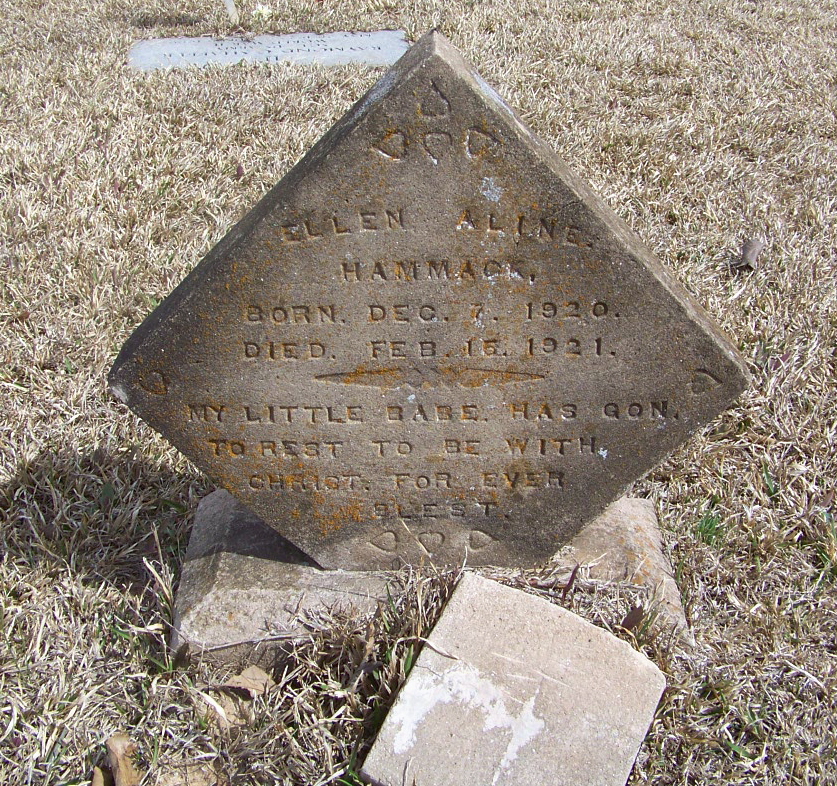 ELLEN ALINE.
HAMMACK,
BORN. DEC. 7. 1920.
DIED. FEB. 15. 1921.
MY LITTLE BABE. HAS GON.
TO REST TO BE WITH.
CHRIST. FOR EVER
BLEST.